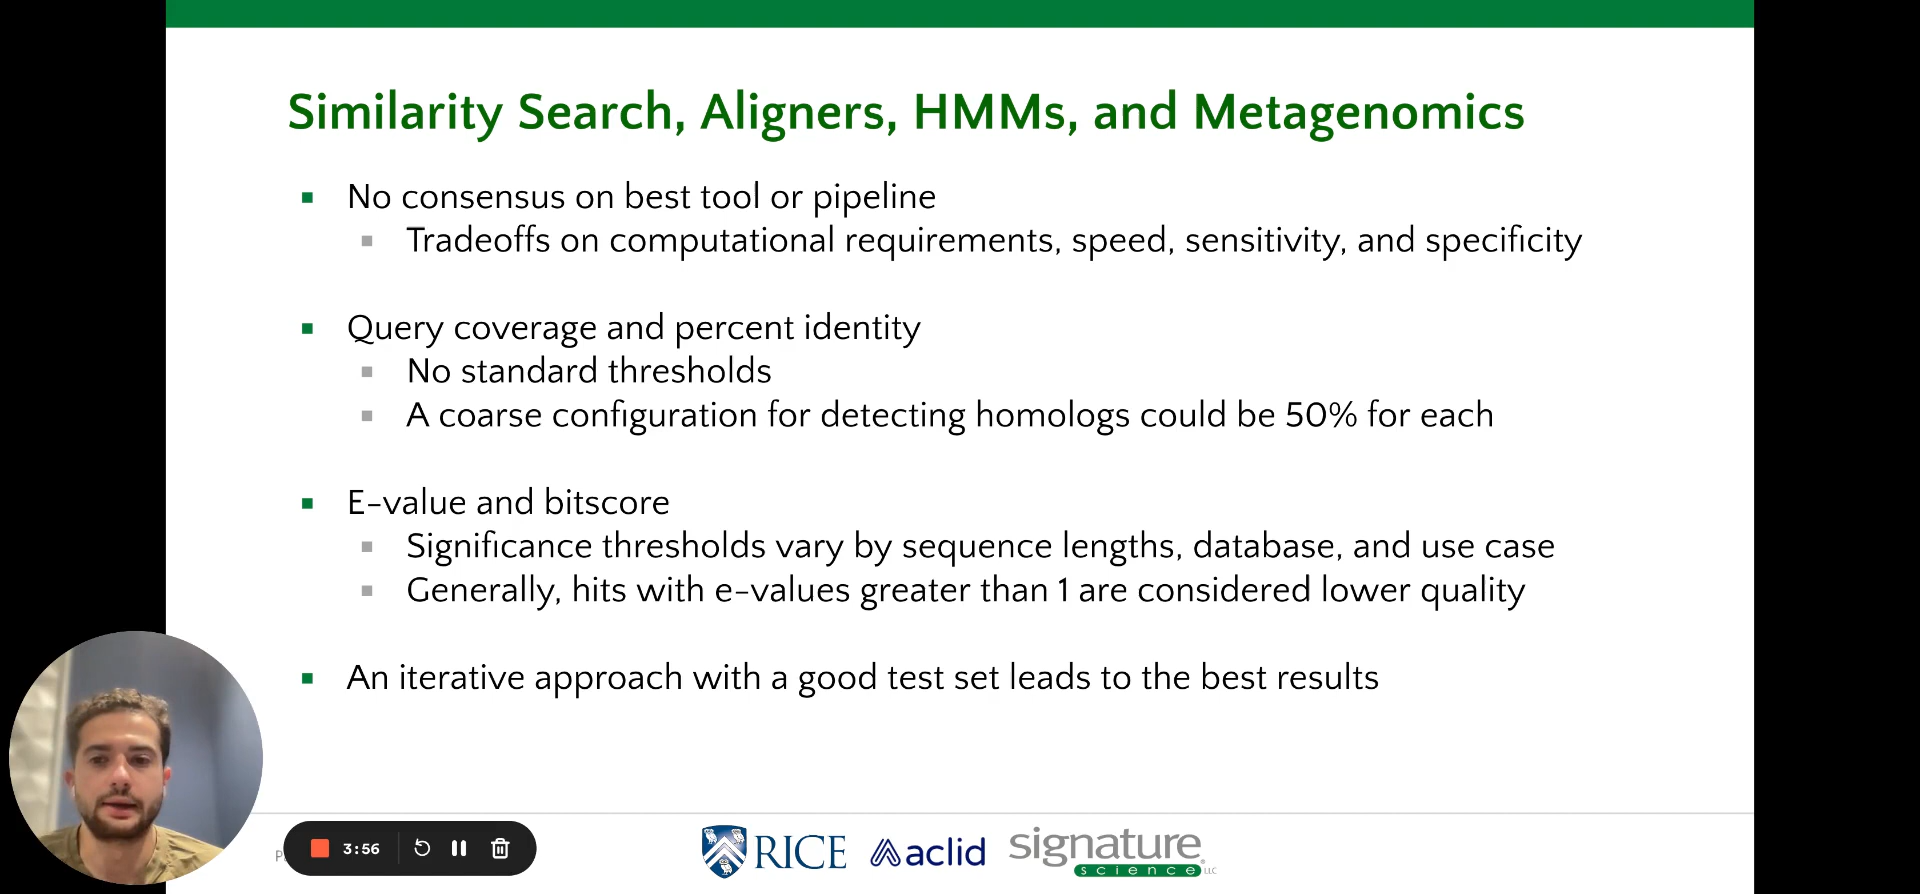 Similarity Search, Aligners, HMMs, and Metagenomics
No consensus on best tool or pipeline
Tradeoffs on computational requirements, speed, sensitivity, and specificity
Query coverage and percent identity
No standard thresholds
A coarse configuration for detecting homologs could be 50% for each
E-value and bitscore
Significance thresholds vary by sequence lengths, database, and use case
Generally, hits with e-values greater than 1 are considered lower quality
An iterative approach with a good test set leads to the best results
3:56
RICE
aclid
signature
science LLC